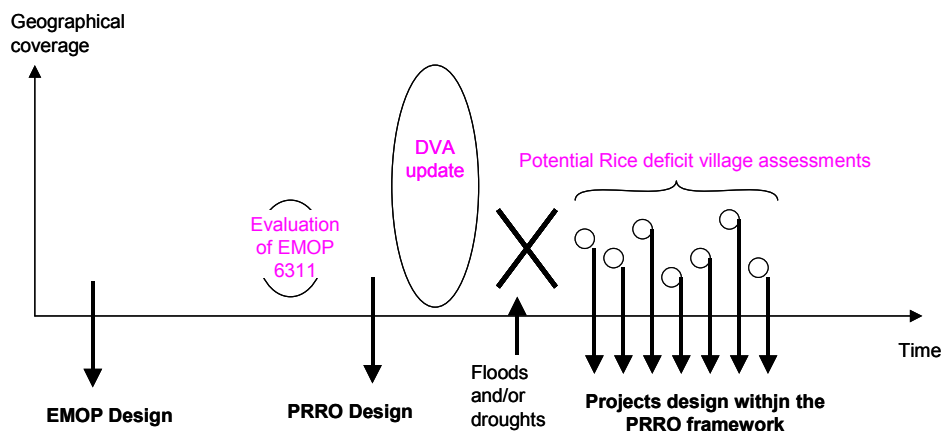 Geographical
coverage
DVA
update
Potential Rice deficit village assessments
Evaluation
of EMOP
6311
Time
EMOP Design
PRRO Design
Floods
and/or
droughts
Projects design withjn the
PRRO framework